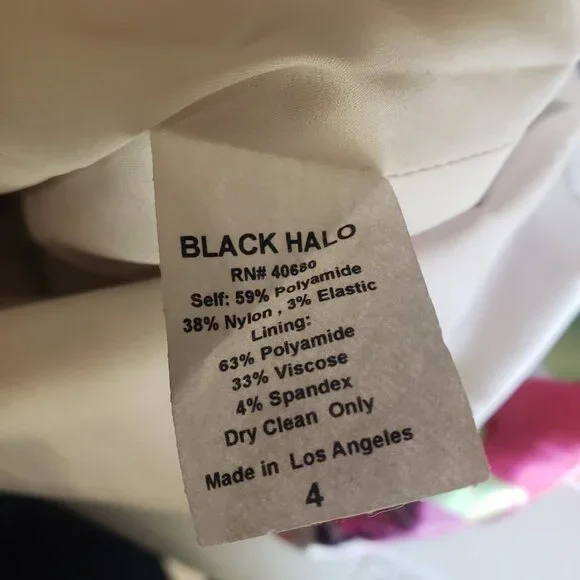 BLACK HALO
RN# 40680
Self: 59% Polyamide
38% Nylon , 3% Elastic
Lining:
63% Polyamide
33% Viscose
4% Spandex
Dry Clean Only
Made in Los Angeles
4